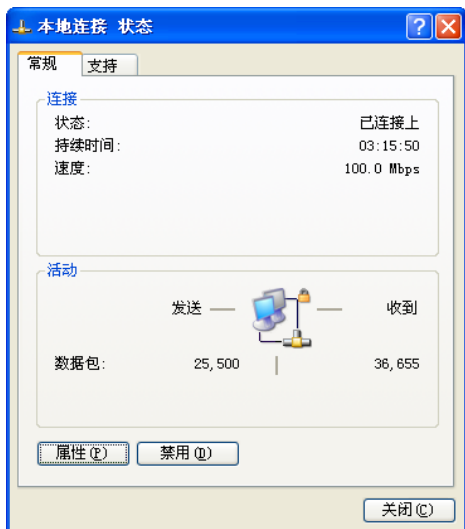 本地连接 状态
常规 支持
连接
状态: 已连接上
持续时间: 03:15:50
速度: 100.0 Mbps
活动
发送 — — 收到
数据包: 25,500 | 36,655
属性(P) 禁用(D)
关闭(C)